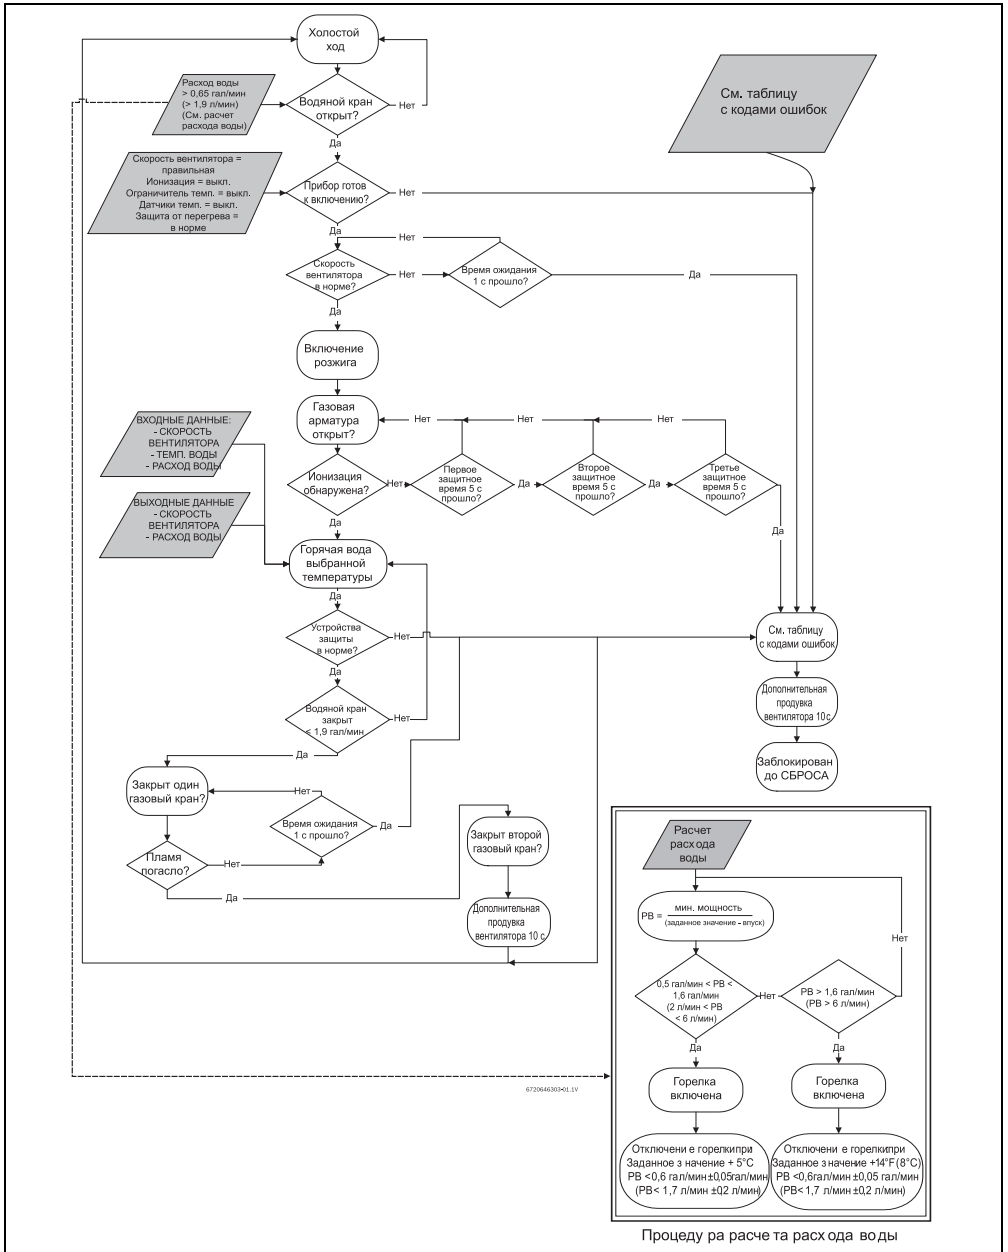 Холостой
ход
Расход воды
> 0,65 гал/мин
(> 1,9 л/мин)
(См. расчет
расхода воды)
Водяной кран
открыт?
Нет
См. таблицу
с кодами ошибок
Да
Скорость вентилятора =
правильная
Ионизация = выкл.
Ограничитель темп. = выкл.
Датчики темп. = выкл.
Защита от перегрева =
в норме
Прибор готов
к включению?
Нет
Да
Нет
Скорость
вентилятора
в норме?
Нет
Время ожидания
1 с прошло?
Да
Да
Включение
розжига
Газовая
арматура
открыт?
Нет
Нет
Нет
ВХОДНЫЕ ДАННЫЕ:
- СКОРОСТЬ
ВЕНТИЛЯТОРА
- ТЕМП. ВОДЫ
- РАСХОД ВОДЫ
Ионизация
обнаружена?
Нет
Первое
защитное
время 5 с
прошло?
Да
Второе
защитное
время 5 с
прошло?
Да
Третье
защитное
время 5 с
прошло?
Да
Да
ВЫХОДНЫЕ ДАННЫЕ
- СКОРОСТЬ
ВЕНТИЛЯТОРА
- РАСХОД ВОДЫ
Горячая вода
выбранной
температуры
Да
Устройства
защиты
в норме?
Нет
См. таблицу
с кодами ошибок
Да
Водяной кран
закрыт
< 1,9 гал/мин
Нет
Дополнительная
продувка
вентилятора 10 с.
Да
Заблокирован
до СБРОСА
Закрыт один
газовый кран?
Нет
Время ожидания
1 с прошло?
Да
Закрыт второй
газовый кран?
Пламя
погасло?
Нет
Да
Дополнительная
продувка
вентилятора 10 с.
Расчет
расх ода
воды
РВ =
мин. мощность
(заданное значение – впуск)
Нет
0,5 гал/мин < РВ <
1,6 гал/мин
(2 л/мин < РВ
< 6 л/мин)
Нет
РВ > 1,6 гал/мин
(РВ > 6 л/мин)
Да
Да
Горелка
включена
Горелка
включена
Отключени е горелкипри
Заданное з начение + 5°C
РВ <0,6 гал/мин±0,05гал/мин
(РВ< 1,7 л/мин ±0,2 л/мин)
Отключени е горелкипри
Заданное з начение +14°F (8°C)
РВ <0,6гал/мин ±0,05 гал/мин
(РВ< 1,7 л/мин ±0,2 л/мин)
6720646303-01.1V
Процеду ра расче та расх ода во ды